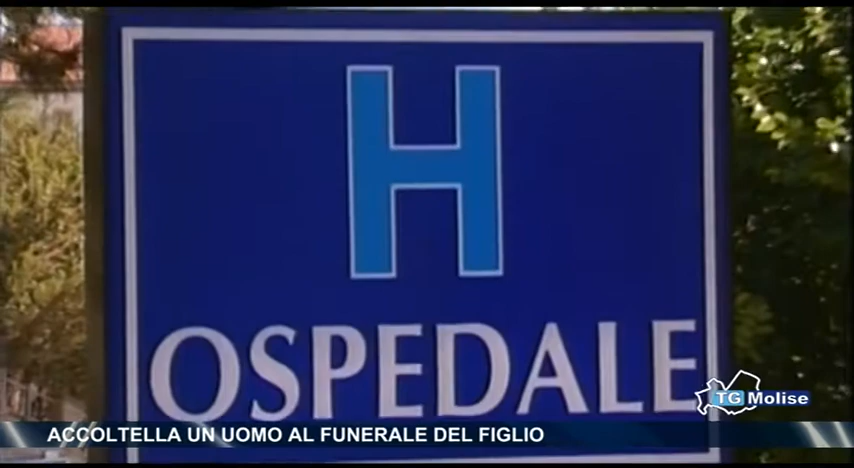 H
OSPEDALE
TG Molise
ACCOLTELLA UN UOMO AL FUNERALE DEL FIGLIO